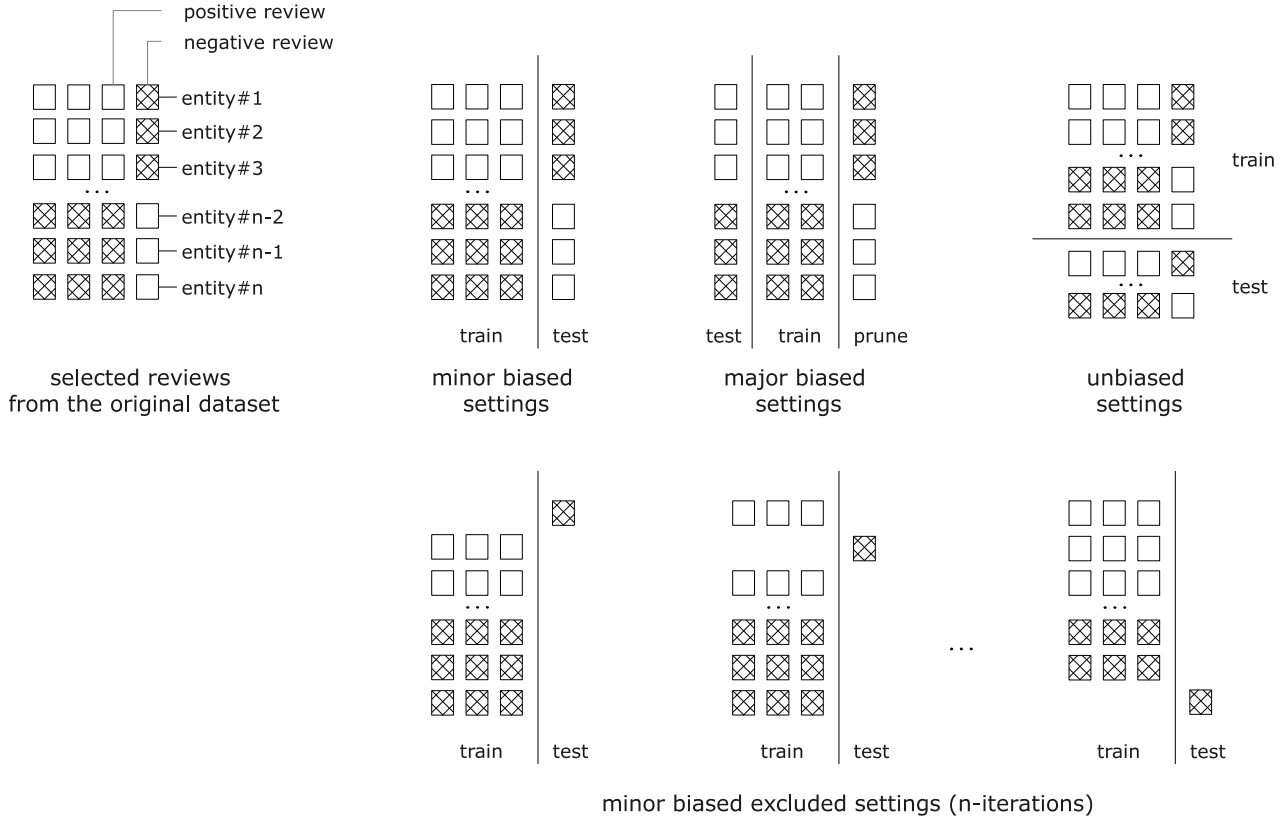 positive review
negative review
entity#1
entity#2
entity#3
...
entity#n-2
entity#n-1
entity#n
selected reviews
from the original dataset
...
train
test
minor biased
settings
...
test
train
prune
major biased
settings
...
train
...
test
unbiased
settings
...
train
test
...
train
test
...
...
train
test
minor biased excluded settings (n-iterations)